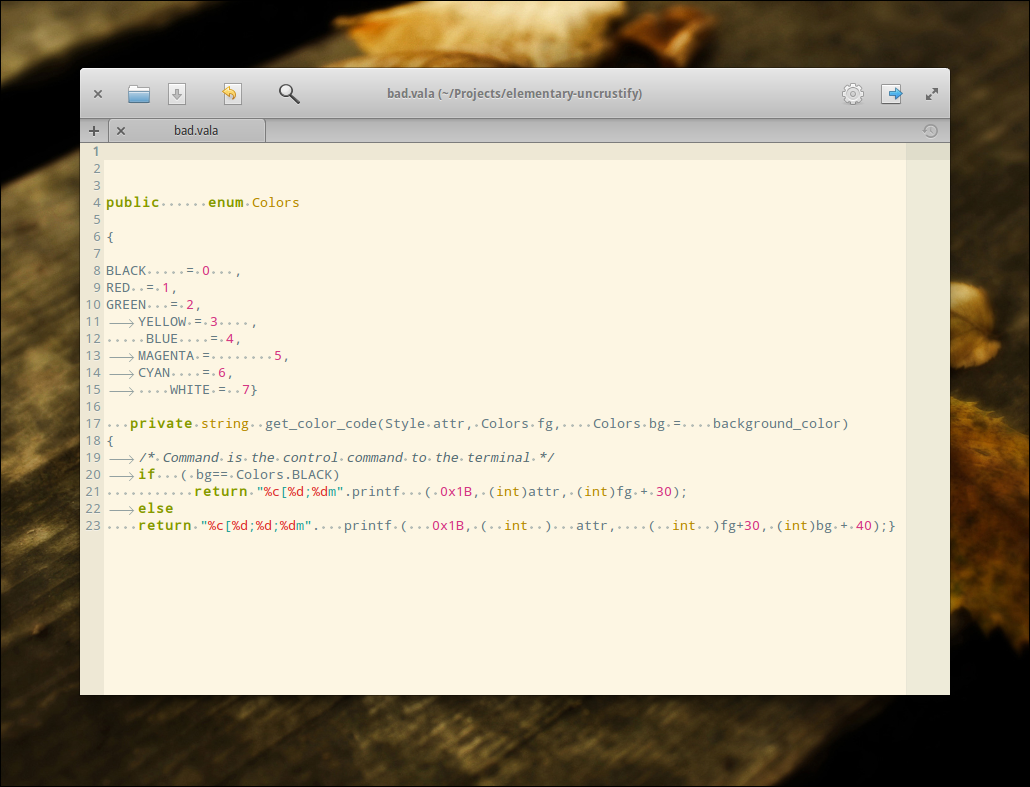 bad.vala (~/Projects/elementary-uncrustify)
+ × bad.vala
1
2
3
4 public      enum Colors
5
6 {
7
8 BLACK     = 0   ,
9 RED  = 1,
10 GREEN   = 2,
11 	YELLOW = 3    ,
12      BLUE    = 4,
13 	MAGENTA =        5,
14 	CYAN    = 6,
15 	    WHITE =  7}
16
17    private string  get_color_code(Style attr, Colors fg,    Colors bg =    background_color)
18 {
19 	/* Command is the control command to the terminal */
20 	if   ( bg== Colors.BLACK)
21            return "%c[%d;%dm".printf   ( 0x1B, (int)attr, (int)fg + 30);
22 	else
23     return "%c[%d;%d;%dm".   printf (   0x1B, (  int  )   attr,    (  int  )fg+30, (int)bg + 40);}